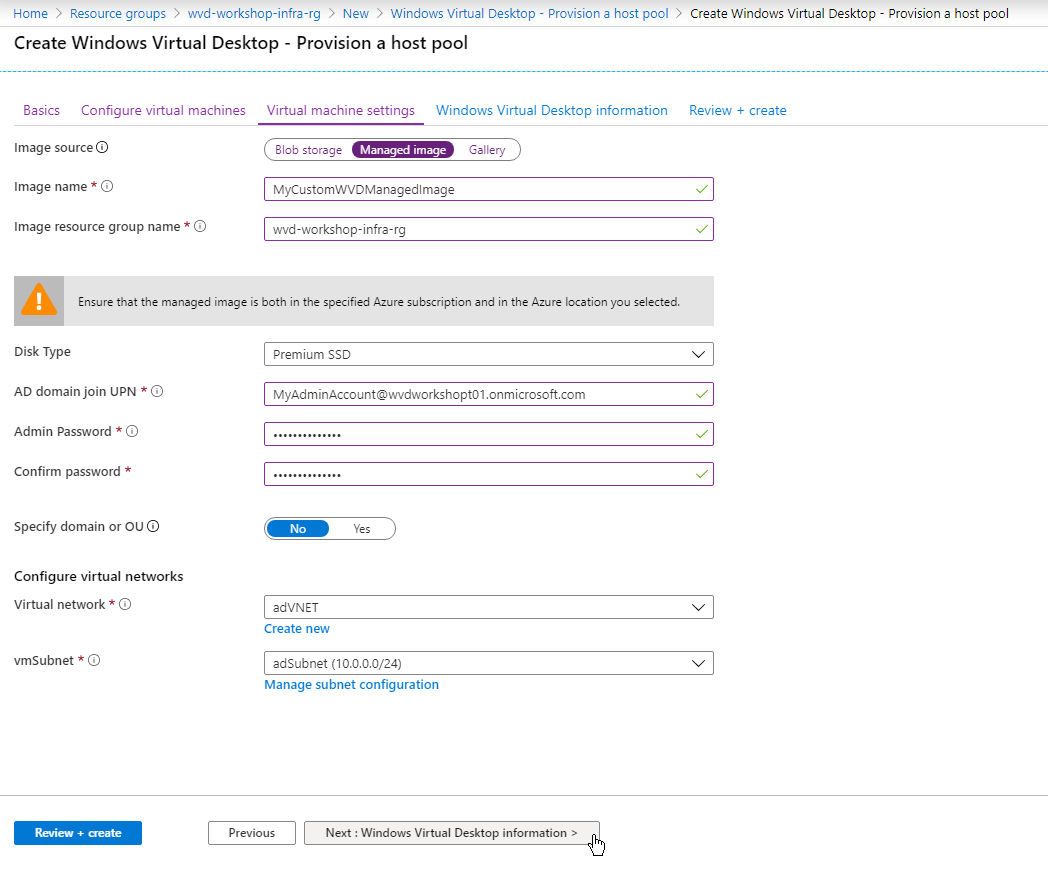 Home > Resource groups > wvd-workshop-infra-rg > New > Windows Virtual Desktop - Provision a host pool > Create Windows Virtual Desktop - Provision a host pool
Create Windows Virtual Desktop - Provision a host pool
Basics Configure virtual machines Virtual machine settings Windows Virtual Desktop information Review + create
Image source Blob storage Managed image Gallery
Image name * MyCustomWVDManagedImage
Image resource group name * wvd-workshop-infra-rg
Ensure that the managed image is both in the specified Azure subscription and in the Azure location you selected.
Disk Type Premium SSD
AD domain join UPN * MyAdminAccount@wvdworkshopt01.onmicrosoft.com
Admin Password * ••••••••••••••
Confirm password * ••••••••••••••
Specify domain or OU No Yes
Configure virtual networks
Virtual network * adVNET
Create new
vmSubnet * adSubnet (10.0.0.0/24)
Manage subnet configuration
Review + create Previous Next : Windows Virtual Desktop information >